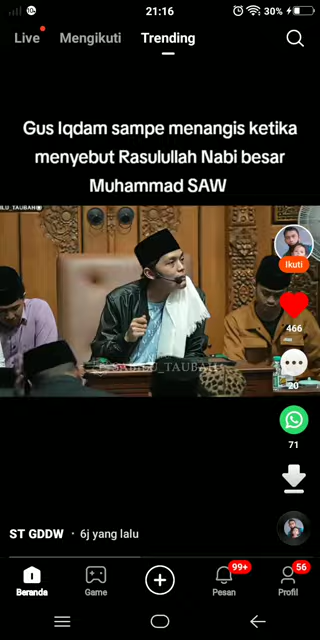 21:16
30%
Live
Mengikuti
Trending
Gus Iqdam sampe menangis ketika
menyebut Rasulullah Nabi besar
Muhammad SAW
Ikuti
466
20
71
ST GDDW · 6j yang lalu
99+
56
Beranda
Game
Pesan
Profil